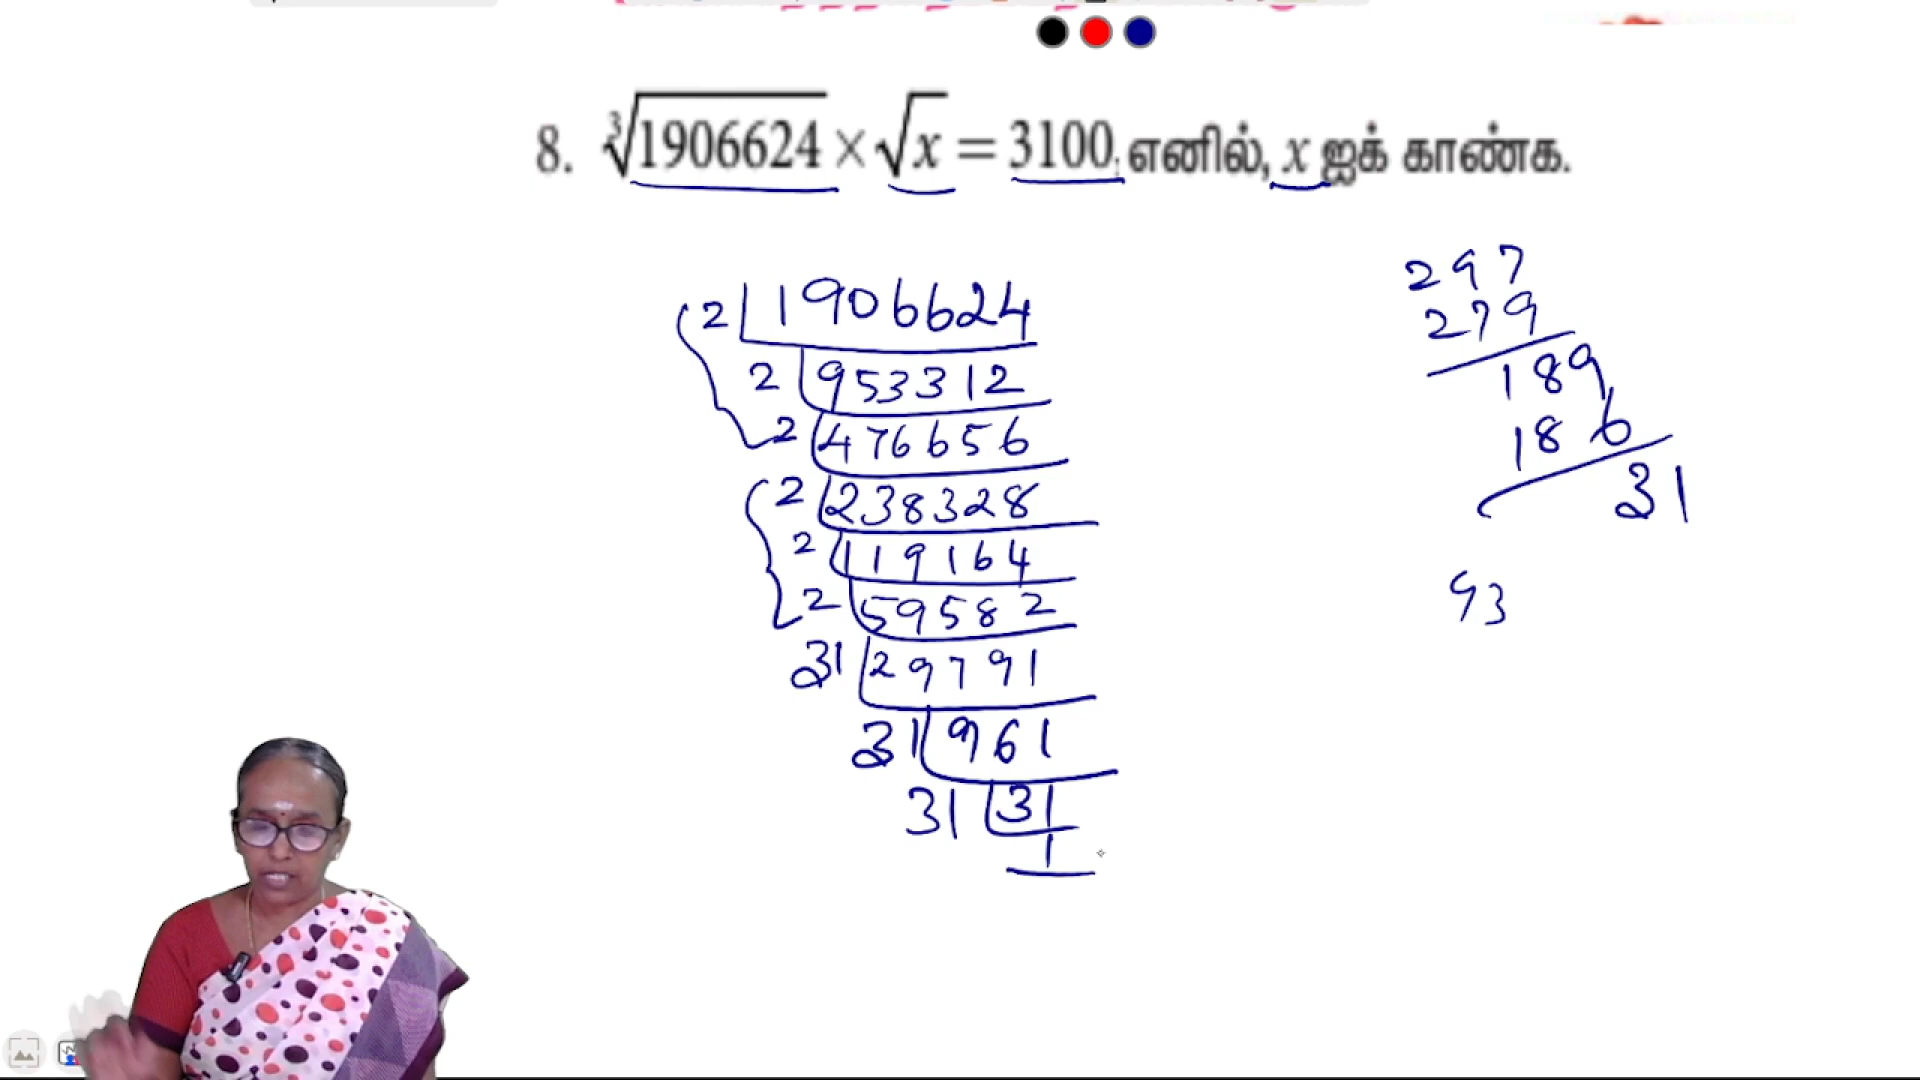 8. ∛1906624 × √x = 3100, எனில், x ஐக் காண்க.
2 | 1906624
2 | 953312
2 | 476656
2 | 238328
2 | 119164
2 | 59582
31 | 29791
31 | 961
31 | 31
1
297
279
189
186
31
93